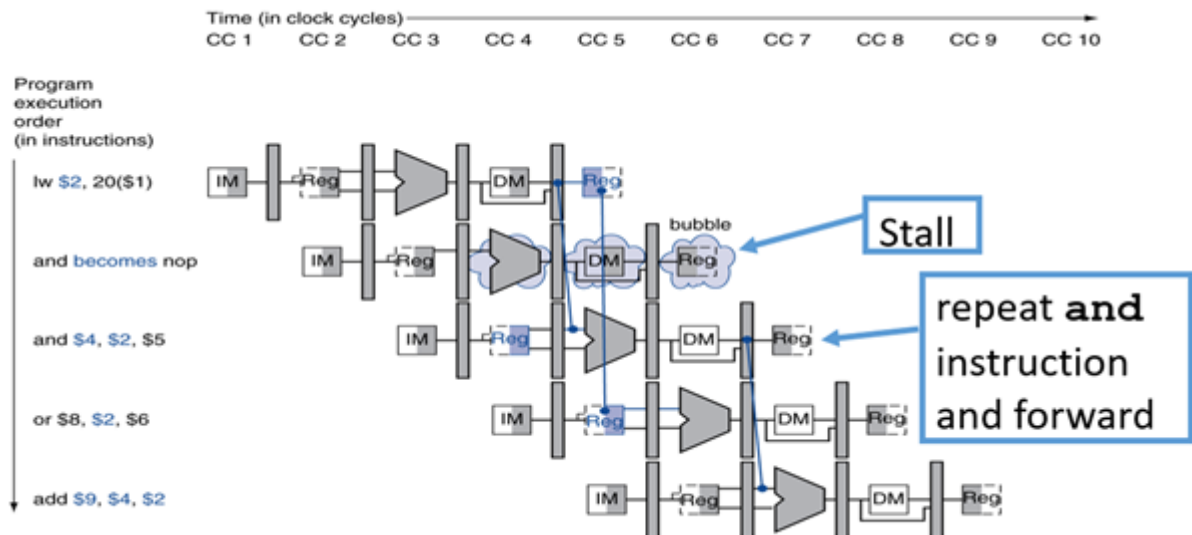 Time (in clock cycles)
CC 1 CC 2 CC 3 CC 4 CC 5 CC 6 CC 7 CC 8 CC 9 CC 10
Program
execution
order
(in instructions)
lw $2, 20($1)
IM Reg DM Reg
bubble
Stall
and becomes nop
IM Reg DM Reg
repeat and
instruction
and forward
and $4, $2, $5
IM Reg DM Reg
or $8, $2, $6
IM Reg DM Reg
add $9, $4, $2
IM Reg DM Reg